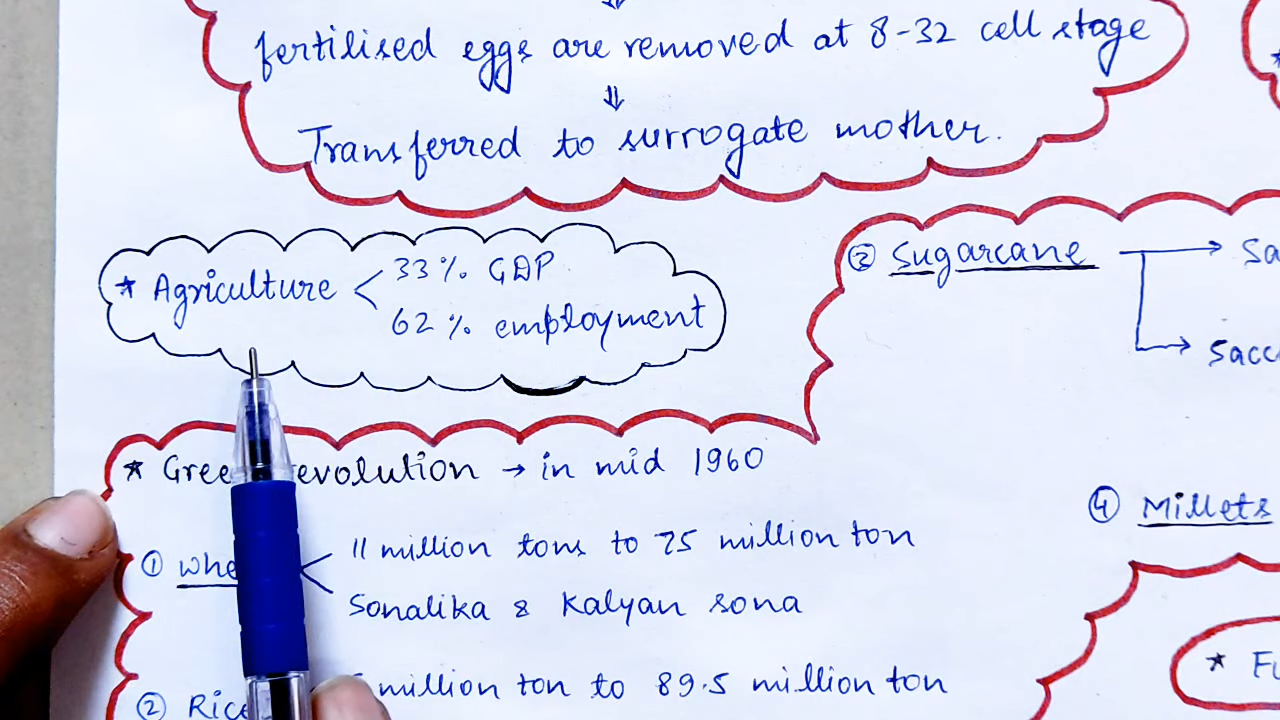 fertilised eggs are removed at 8-32 cell stage
⇓
Transferred to surrogate mother.
* Agriculture < 33% GDP
62% employment
③ Sugarcane
* Green revolution → in mid 1960
① 11 million tons to 75 million ton
Sonalika & Kalyan sona
② Rice million ton to 89.5 million ton
④ Millets
*